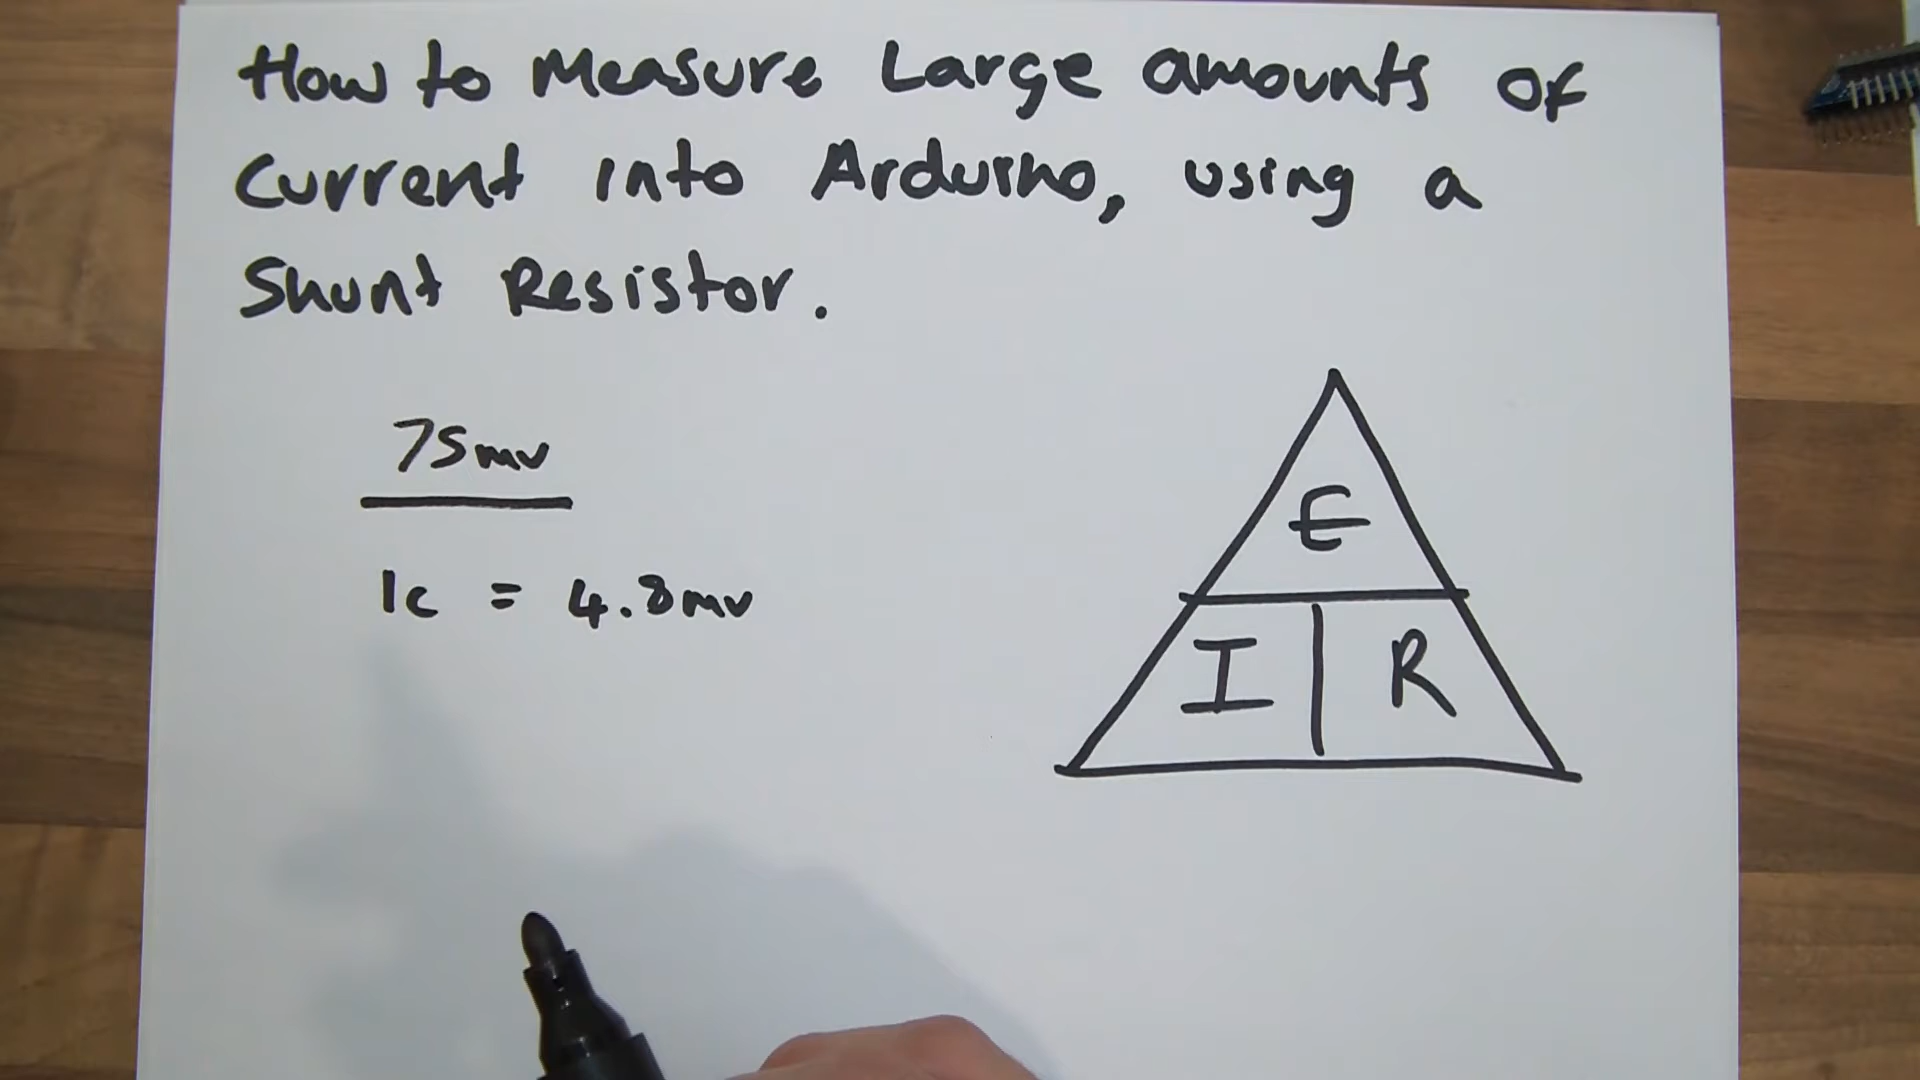 How to Measure Large amounts of
Current into Arduino, using a
Shunt Resistor.
75mv
1c = 4.8mv
E
I R